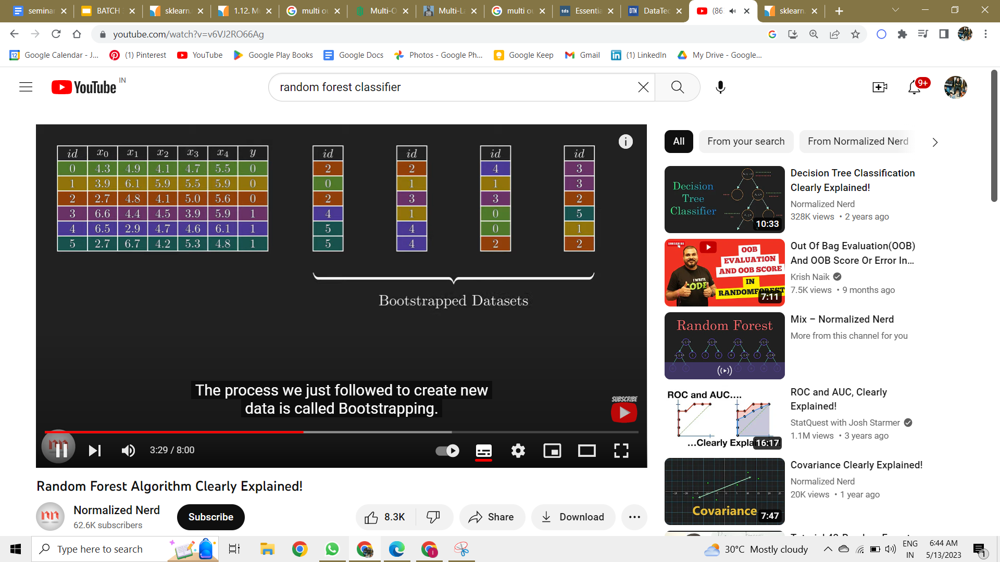 seminar
BATCH
sklearn.
1.12. Mu
multi ou
Multi-O
Multi-La
multi ou
Essentia
DataTec
(86
sklearn.
youtube.com/watch?v=v6VJ2RO66Ag
Google Calendar - J...
(1) Pinterest
YouTube
Google Play Books
Google Docs
Photos - Google Ph...
Google Keep
Gmail
(1) LinkedIn
My Drive - Google...
YouTube IN
random forest classifier
9+
id x0 x1 x2 x3 x4 y
0 4.3 4.9 4.1 4.7 5.5 0
1 3.9 6.1 5.9 5.5 5.9 0
2 2.7 4.8 4.1 5.0 5.6 0
3 6.6 4.4 4.5 3.9 5.9 1
4 6.5 2.9 4.7 4.6 6.1 1
5 2.7 6.7 4.2 5.3 4.8 1
id id id id
2 2 4 3
0 1 1 3
2 3 3 2
4 1 0 5
5 4 0 1
5 4 2 2
Bootstrapped Datasets
The process we just followed to create new
data is called Bootstrapping.
SUBSCRIBE
3:29 / 8:00
Random Forest Algorithm Clearly Explained!
Normalized Nerd
62.6K subscribers
Subscribe
8.3K
Share
Download
All
From your search
From Normalized Nerd
Decision
Tree
Classifier
10:33
Decision Tree Classification
Clearly Explained!
Normalized Nerd
328K views • 2 years ago
SUBSCRIBE
OOB
EVALUATION
AND OOB SCORE
IN
RANDOMFOREST
I WRITE
CODE
7:11
Out Of Bag Evaluation(OOB)
And OOB Score Or Error In...
Krish Naik
7.5K views • 9 months ago
Random Forest
Mix – Normalized Nerd
More from this channel for you
ROC and AUC....
...Clearly Expla
16:17
ROC and AUC, Clearly
Explained!
StatQuest with Josh Starmer
1.1M views • 3 years ago
Covariance
7:47
Covariance Clearly Explained!
Normalized Nerd
20K views • 1 year ago
Type here to search
30°C Mostly cloudy
ENG
IN
6:44 AM
5/13/2023
1